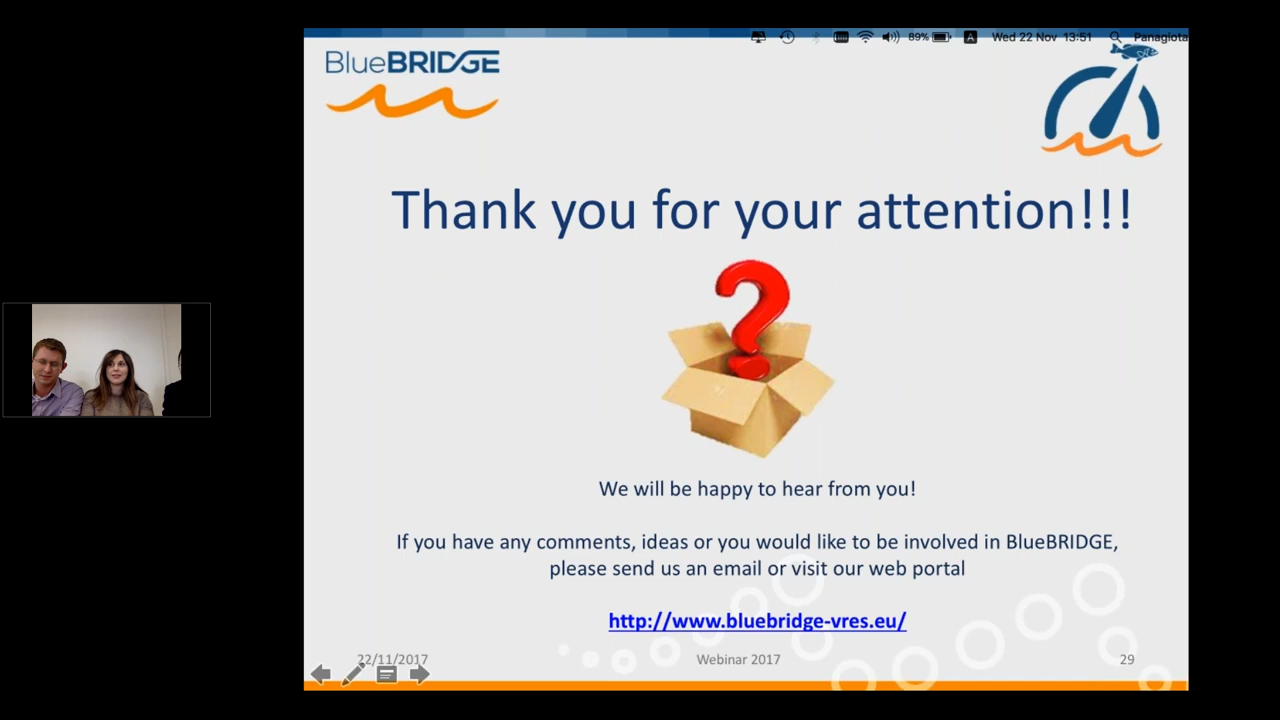 89% A Wed 22 Nov 13:51 Panagiota
BlueBRIDGE
Thank you for your attention!!!
We will be happy to hear from you!
If you have any comments, ideas or you would like to be involved in BlueBRIDGE,
please send us an email or visit our web portal
http://www.bluebridge-vres.eu/
22/11/2017
Webinar 2017
29